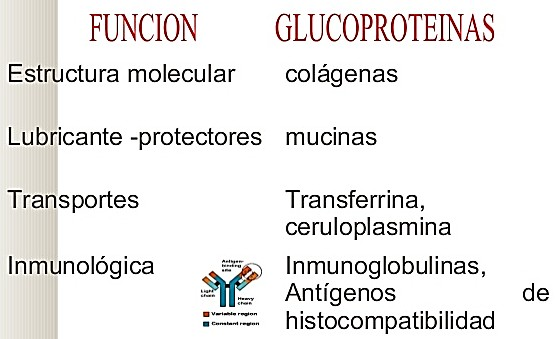 FUNCION GLUCOPROTEINAS
Estructura molecular colágenas
Lubricante -protectores mucinas
Transportes Transferrina,
ceruloplasmina
Inmunológica Inmunoglobulinas,
Antígenos de
histocompatibilidad
Antigen-
binding
site
Light
chain
Heavy
chain
Variable region
Constant region